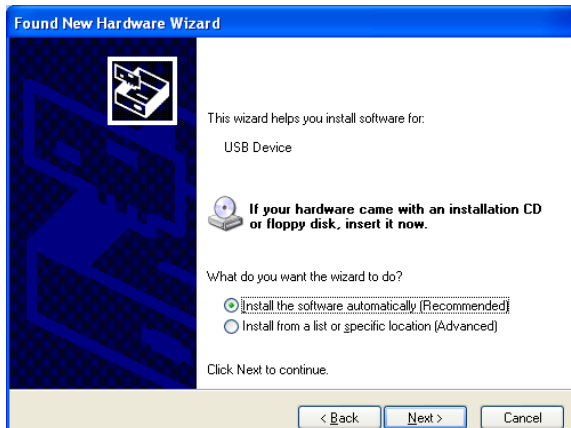 Found New Hardware Wizard
This wizard helps you install software for:
USB Device
If your hardware came with an installation CD
or floppy disk, insert it now.
What do you want the wizard to do?
Install the software automatically (Recommended)
Install from a list or specific location (Advanced)
Click Next to continue.
< Back Next > Cancel